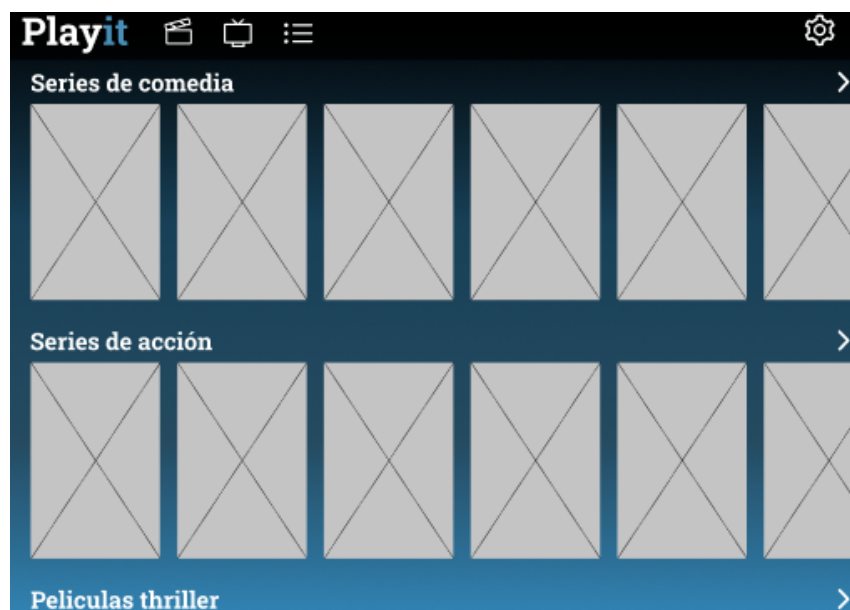 Playit
Series de comedia
Series de acción
Peliculas thriller